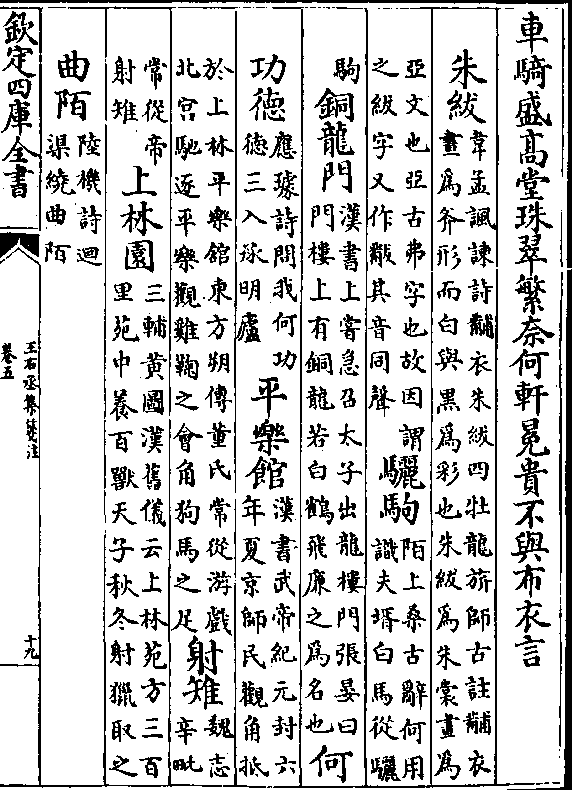 車騎盛高堂珠翠繁奈何軒冕貴不與布衣言
朱紱
韋孟諷諫詩黼衣朱紱四牡龍旂師古註黼衣
畫為斧形而白與黒為彩也朱紱為朱裳畫為
亞文也亞古弗字也故因謂
之紱字又作黻其音同聲
驪駒
陌上桑古辭何用
識夫壻白馬從驪
駒
銅龍門
漢書上嘗急召太子出龍樓門張晏曰
門樓上有銅龍若白鶴飛廉之為名也
何
功德
應璩詩問我何功
德三入承明廬
平樂館
漢書武帝紀元封六
年夏京師民觀角抵
於上林平樂館東方朔傳董氏常從游戲
北宮馳逐平樂觀雞鞠之會角狗馬之足
射雉
魏志
辛毗
常從帝
射雉
上林園
三輔黃圖漢舊儀云上林苑方三百
里苑中養百獸天子秋冬射獵取之
曲陌
陸機詩迴
渠繞曲陌
欽定四庫全書
王右丞集箋注
卷五
十九